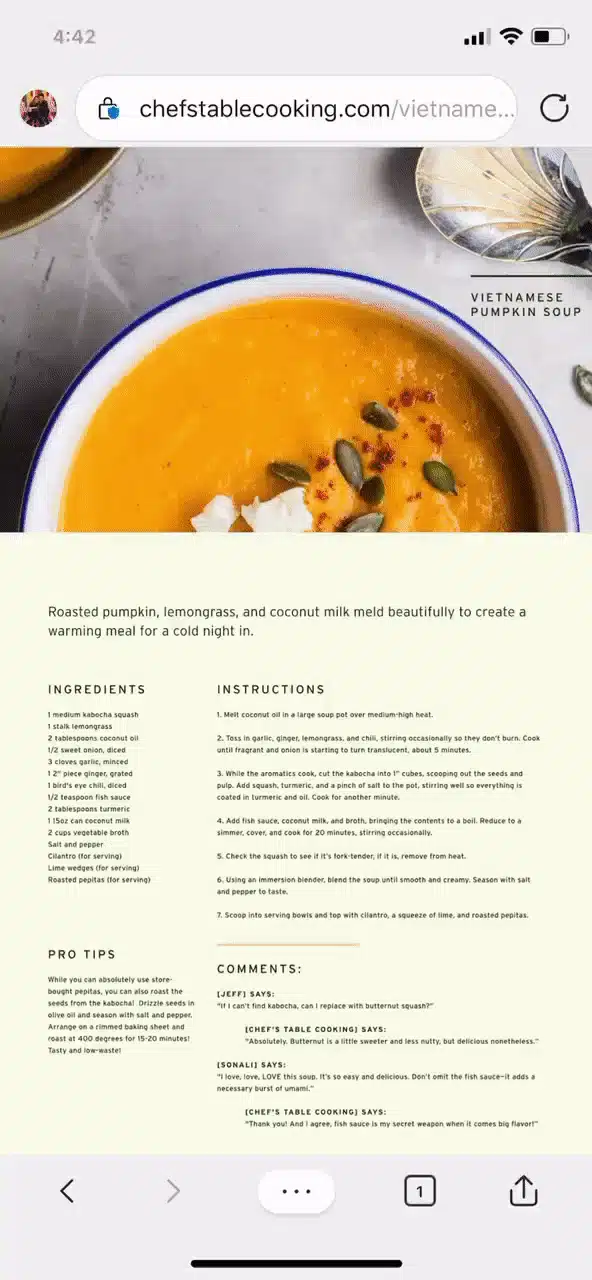 4:42
chefstablecooking.com/vietname...
VIETNAMESE
PUMPKIN SOUP
Roasted pumpkin, lemongrass, and coconut milk meld beautifully to create a
warming meal for a cold night in.
INGREDIENTS
1 medium kabocha squash
1 stalk lemongrass
2 tablespoons coconut oil
1/2 sweet onion, diced
3 cloves garlic, minced
1 2" piece ginger, grated
1 bird's eye chili, diced
1/2 teaspoon fish sauce
2 tablespoons turmeric
1 15oz can coconut milk
2 cups vegetable broth
Salt and pepper
Cilantro (for serving)
Lime wedges (for serving)
Roasted pepitas (for serving)
INSTRUCTIONS
1. Melt coconut oil in a large soup pot over medium-high heat.
2. Toss in garlic, ginger, lemongrass, and chili, stirring occasionally so they don't burn. Cook
until fragrant and onion is starting to turn translucent, about 5 minutes.
3. While the aromatics cook, cut the kabocha into 1" cubes, scooping out the seeds and
pulp. Add squash, turmeric, and a pinch of salt to the pot, stirring well so everything is
coated in turmeric and oil. Cook for another minute.
4. Add fish sauce, coconut milk, and broth, bringing the contents to a boil. Reduce to a
simmer, cover, and cook for 20 minutes, stirring occasionally.
5. Check the squash to see if it's fork-tender, if it is, remove from heat.
6. Using an immersion blender, blend the soup until smooth and creamy. Season with salt
and pepper to taste.
7. Scoop into serving bowls and top with cilantro, a squeeze of lime, and roasted pepitas.
PRO TIPS
While you can absolutely use store-
bought pepitas, you can also roast the
seeds from the kabocha! Drizzle seeds in
olive oil and season with salt and pepper.
Arrange on a rimmed baking sheet and
roast at 400 degrees for 15-20 minutes!
Tasty and low-waste!
COMMENTS:
[JEFF] SAYS:
"If I can't find kabocha, can I replace with butternut squash?"
[CHEF'S TABLE COOKING] SAYS:
"Absolutely. Butternut is a little sweeter and less nutty, but delicious nonetheless."
[SONALI] SAYS:
"I love, love, LOVE this soup. It's so easy and delicious. Don't omit the fish sauce—it adds a
necessary burst of umami."
[CHEF'S TABLE COOKING] SAYS:
"Thank you! And I agree, fish sauce is my secret weapon when it comes big flavor!"
1